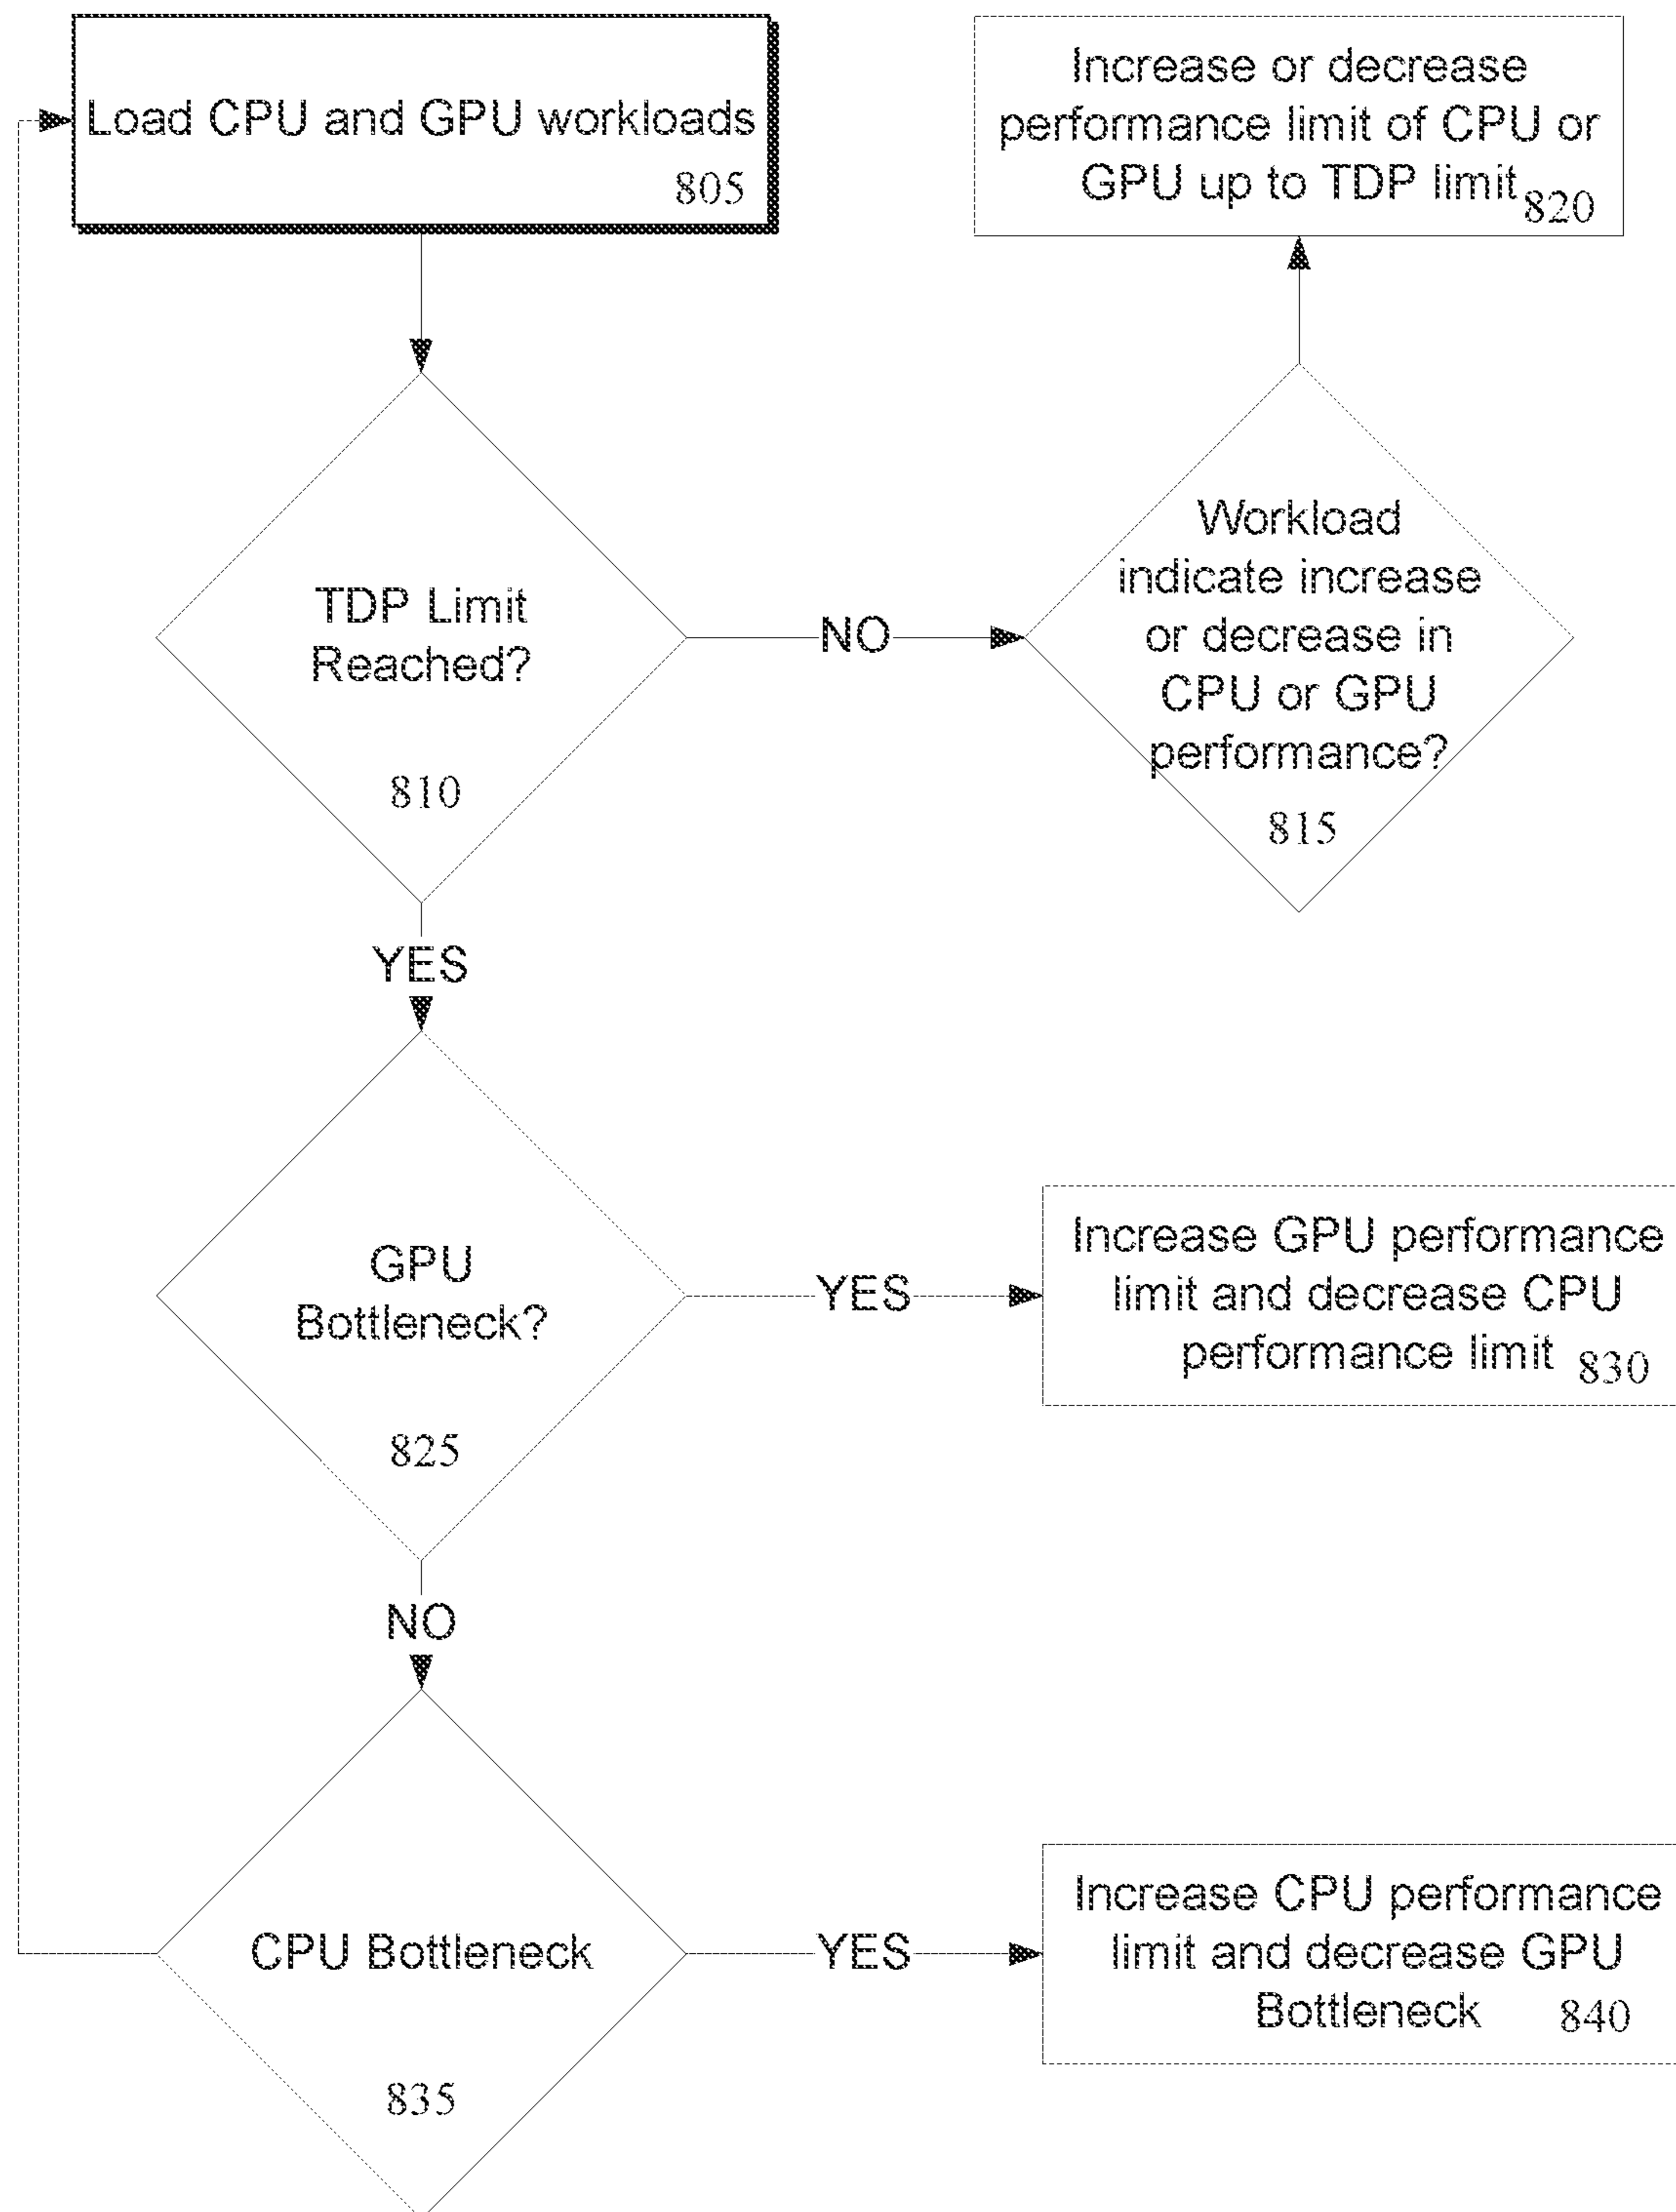 Load CPU and GPU workloads
805
Increase or decrease
performance limit of CPU or
GPU up to TDP limit
820
TDP Limit
Reached?
810
NO
Workload
indicate increase
or decrease in
CPU or GPU
performance?
815
YES
GPU
Bottleneck?
825
YES
Increase GPU performance
limit and decrease CPU
performance limit 830
NO
CPU Bottleneck
835
YES
Increase CPU performance
limit and decrease GPU
Bottleneck 840